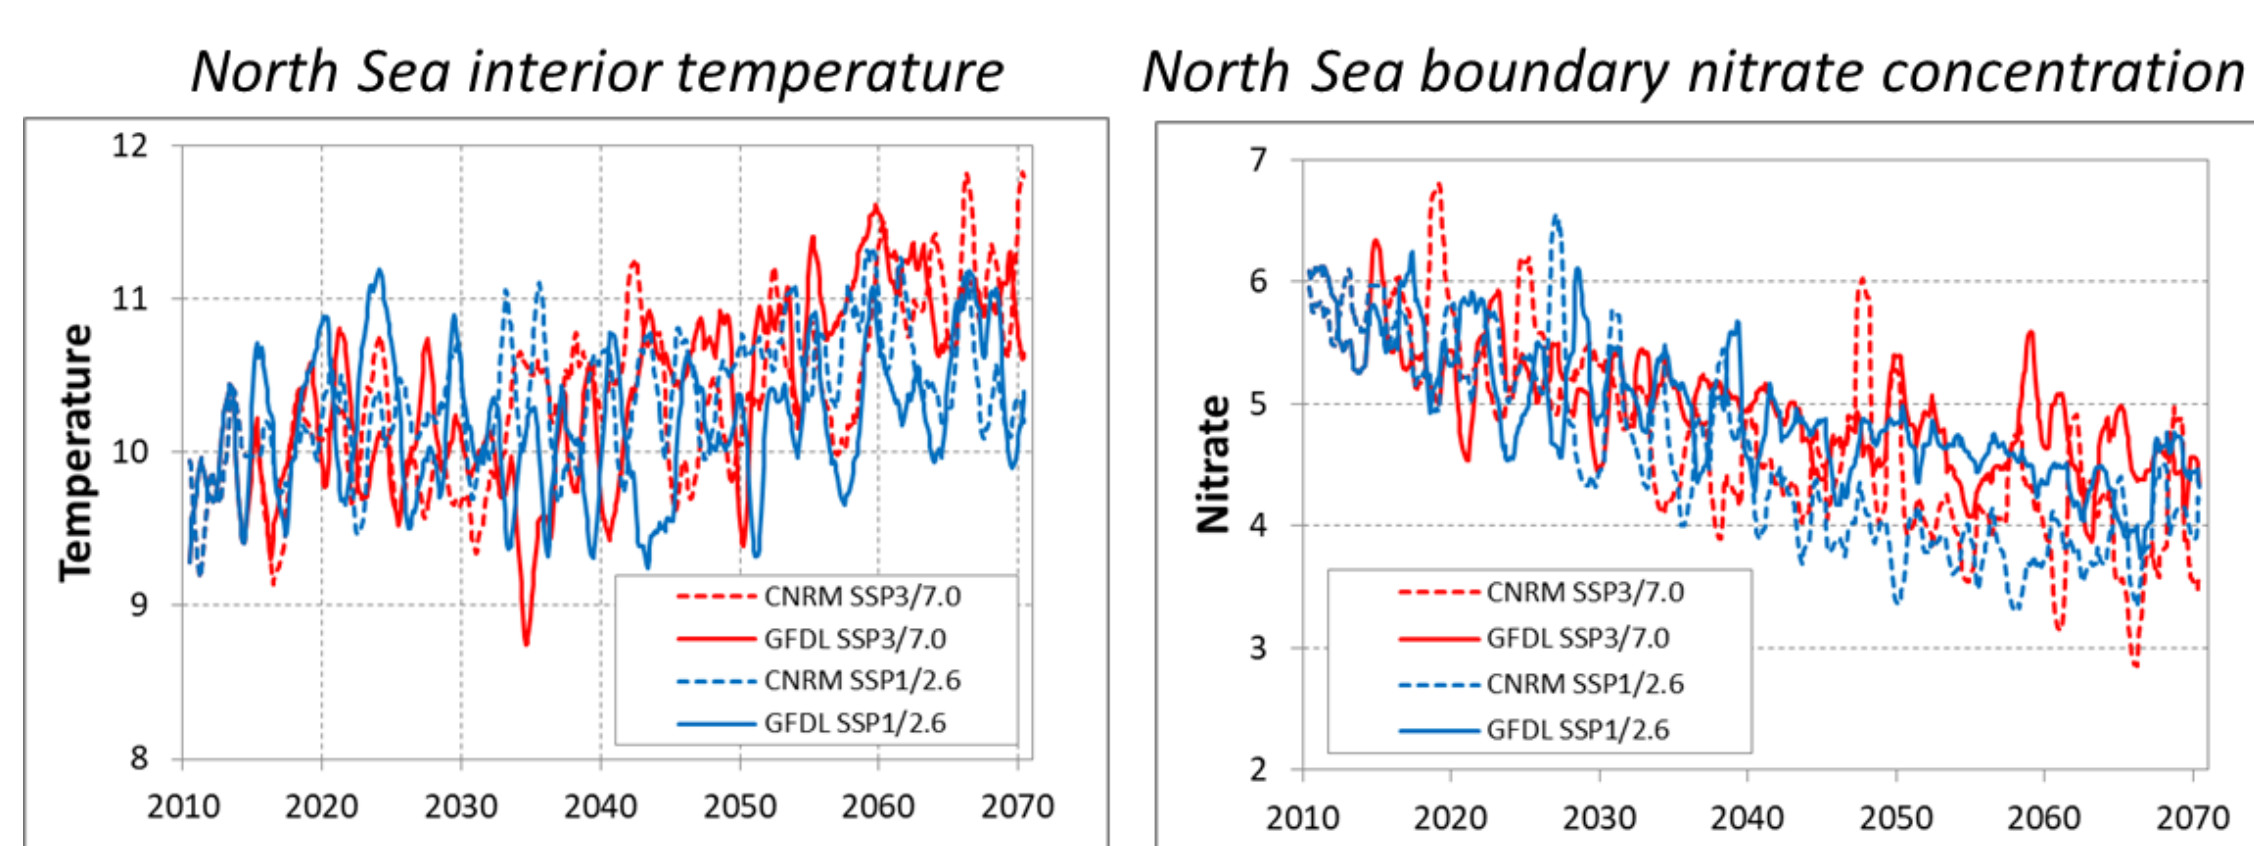 North Sea interior temperature
North Sea boundary nitrate concentration
Temperature
12
11
10
9
8
2010 2020 2030 2040 2050 2060 2070
CNRM SSP3/7.0
GFDL SSP3/7.0
CNRM SSP1/2.6
GFDL SSP1/2.6
Nitrate
7
6
5
4
3
2
2010 2020 2030 2040 2050 2060 2070
CNRM SSP3/7.0
GFDL SSP3/7.0
CNRM SSP1/2.6
GFDL SSP1/2.6